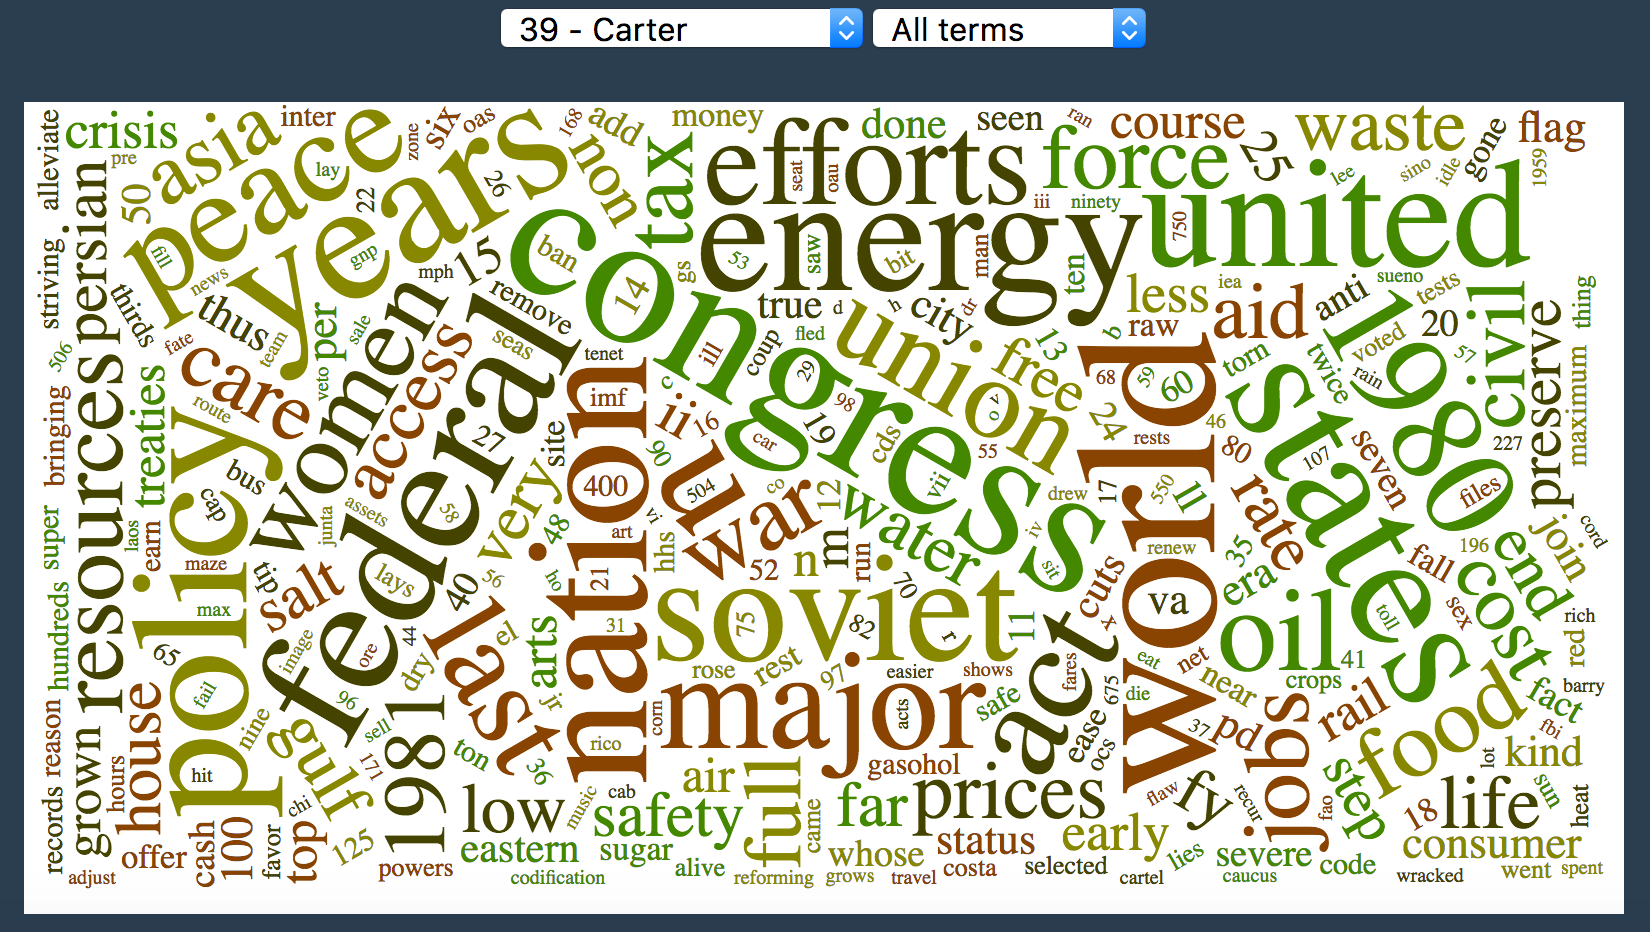 39 - Carter
All terms
alleviate
crisis
pre
asia
inter
lay
peace
zone
six
oas
years
168
add
non
26
22
50
money
tax
efforts
seat
oau
done
seen
ran
force
course
25
waste
sino
idle
gone
flag
1959
lee
iii
ninety
united
750
energy
53
saw
bit
man
ten
gs
persian
striving
fill
news
thirds
thus
fate
team
gnp
mph
15
remove
seas
ban
14
congress
true
d
h
city
dr
coup
fled
ill
29
union
free
13
b
less
iea
raw
aid
anti
sueno
tests
20
voted
57
rain
twice
torn
1980
civil
thing
preserve
maximum
227
506
bringing
resources
treaties
care
route
veto
per
sale
women
access
federal
tenet
imf
nation
400
c
ii
16
u
504
98
19
car
co
war
12
cds
vii
55
o
v
24
68
59
60
world
46
rests
80
states
107
seven
files
super
laos
earn
policy
bus
cap
maze
tip
junta
assets
58
27
very
site
48
art
vi
90
hhs
52
n
m
run
water
70
iv
sit
drew
17
550
11
renew
rate
35
era
fall
196
join
cord
end
cost
hundreds
max
salt
lays
40
56
ho
21
31
soviet
75
82
r
11
cuts
x
va
oil
toll
sex
rich
red
reason
65
fail
image
ore
44
dry
el
last
arts
jr
rose
rest
97
easier
shows
safe
act
fares
675
eat
die
net
near
37
pd
41
crops
rail
food
fact
barry
fbi
records
grown
hours
house
hit
nine
gulf
96
sell
171
1981
ton
36
rico
corn
major
acts
ease
ocs
gasohol
flaw
fy
recur
jobs
fao
step
18
life
lot
kind
sun
heat
chi
125
top
favor
100
cash
offer
adjust
powers
low
eastern
codification
music
cab
safety
sugar
air
alive
full
reforming
came
far
whose
grows
travel
prices
status
costa
selected
early
cartel
lies
severe
caucus
code
consumer
wracked
went
spent